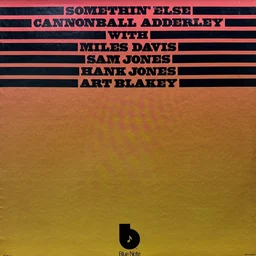 SOMETHIN' ELSE
CANNONBALL ADDERLEY
WITH
MILES DAVIS
SAM JONES
HANK JONES
ART BLAKEY
b
Blue Note